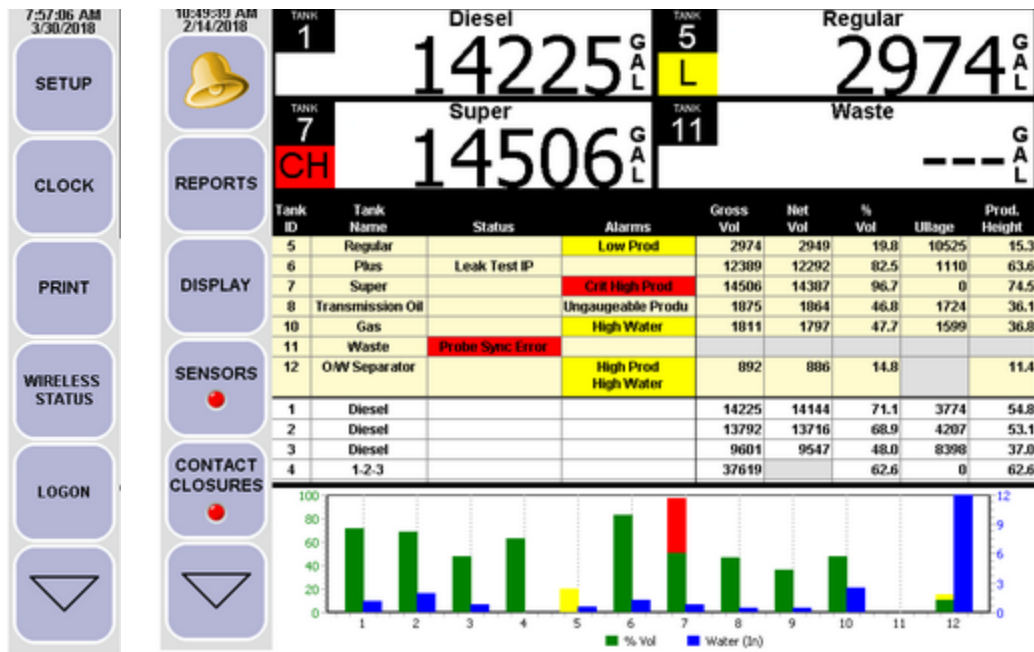 7:57:06 AM
3/30/2018
SETUP
CLOCK
PRINT
WIRELESS
STATUS
LOGON
10:49:49 AM
2/14/2018
REPORTS
DISPLAY
SENSORS
CONTACT
CLOSURES
TANK 1 Diesel 14225 GAL
TANK 5 L Regular 2974 GAL
TANK 7 CH Super 14506 GAL
TANK 11 Waste --- GAL
Tank ID Tank Name Status Alarms Gross Vol Net Vol % Vol Ullage Prod. Height
5 Regular Low Prod 2974 2949 19.8 10525 15.3
6 Plus Leak Test IP 12389 12292 82.5 1110 63.6
7 Super Crit High Prod 14506 14387 96.7 0 74.5
8 Transmission Oil Ungaugeable Produ 1875 1864 46.8 1724 36.1
10 Gas High Water 1811 1797 47.7 1599 36.8
11 Waste Probe Sync Error
12 O/W Separator High Prod 892 886 14.8 11.4
High Water
1 Diesel 14225 14144 71.1 3774 54.8
2 Diesel 13792 13716 68.9 4207 53.1
3 Diesel 9601 9547 48.0 8398 37.0
4 1-2-3 37619 62.6 0 62.6
100 12
80 9
60 6
40 3
20
0 0
1 2 3 4 5 6 7 8 9 10 11 12
% Vol Water (In)